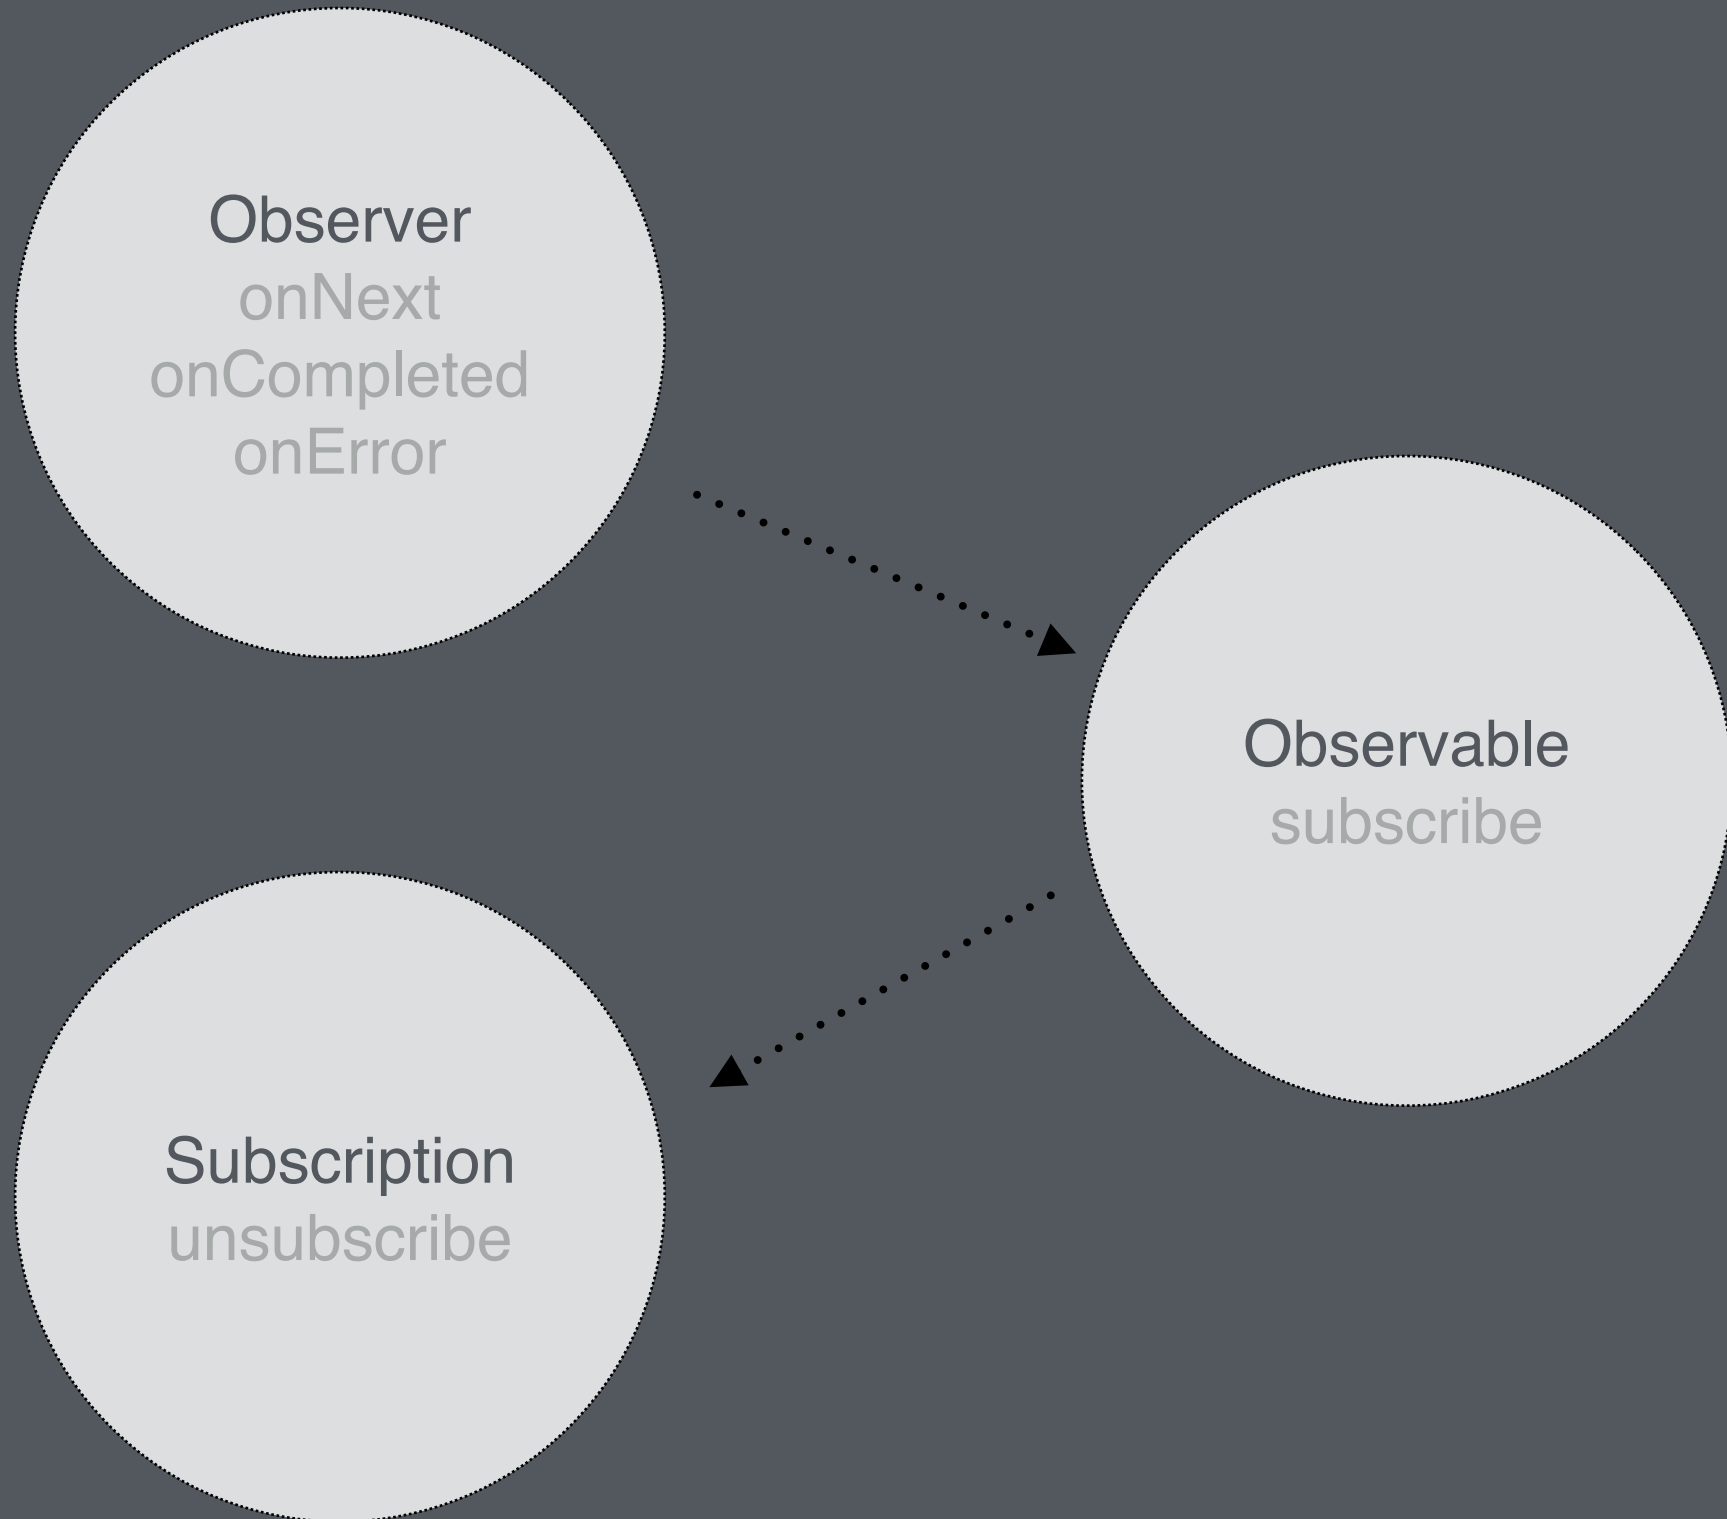 Observer
onNext
onCompleted
onError
Observable
subscribe
Subscription
unsubscribe